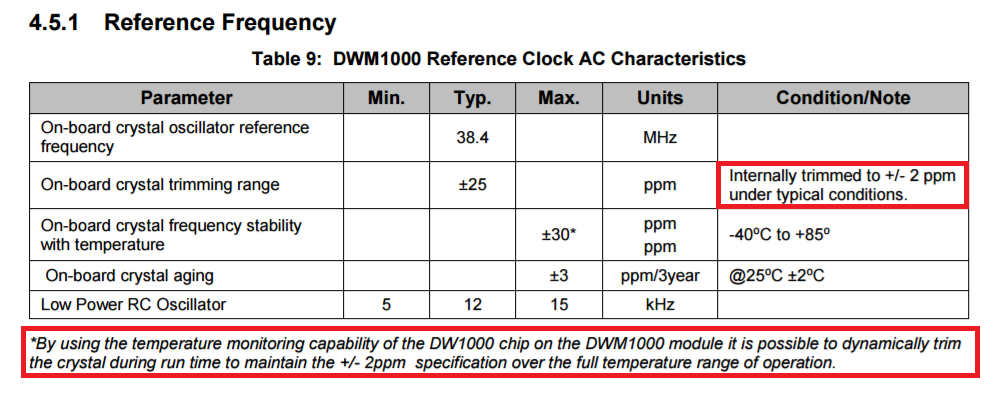 4.5.1 Reference Frequency
Table 9: DWM1000 Reference Clock AC Characteristics
Parameter Min. Typ. Max. Units Condition/Note
On-board crystal oscillator reference
frequency
38.4 MHz
On-board crystal trimming range ±25 ppm
Internally trimmed to +/- 2 ppm
under typical conditions.
On-board crystal frequency stability
with temperature
±30*
ppm
ppm
-40ºC to +85º
On-board crystal aging ±3 ppm/3year @25ºC ±2ºC
Low Power RC Oscillator 5 12 15 kHz
*By using the temperature monitoring capability of the DW1000 chip on the DWM1000 module it is possible to dynamically trim
the crystal during run time to maintain the +/- 2ppm specification over the full temperature range of operation.